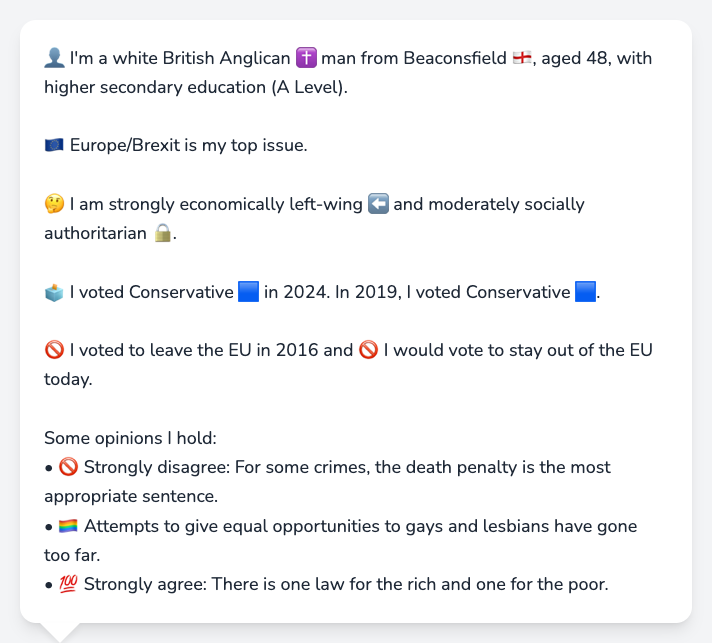 👤 I'm a white British Anglican ✝️ man from Beaconsfield 🏴󠁧󠁢󠁥󠁮󠁧󠁿, aged 48, with
higher secondary education (A Level).
🇪🇺 Europe/Brexit is my top issue.
🤔 I am strongly economically left-wing ⬅️ and moderately socially
authoritarian 🔒.
🗳️ I voted Conservative 🟦 in 2024. In 2019, I voted Conservative 🟦.
🚫 I voted to leave the EU in 2016 and 🚫 I would vote to stay out of the EU
today.
Some opinions I hold:
• 🚫 Strongly disagree: For some crimes, the death penalty is the most
appropriate sentence.
• 🏳️‍🌈 Attempts to give equal opportunities to gays and lesbians have gone
too far.
• 💯 Strongly agree: There is one law for the rich and one for the poor.